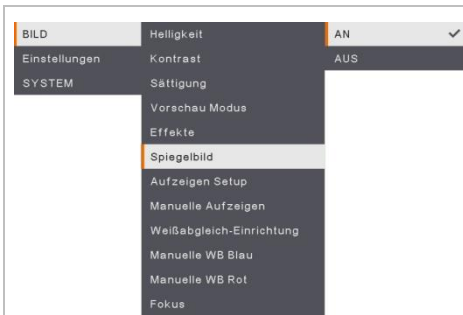 BILD
Einstellungen
SYSTEM
Helligkeit
Kontrast
Sättigung
Vorschau Modus
Effekte
Spiegelbild
Aufzeigen Setup
Manuelle Aufzeigen
Weißabgleich-Einrichtung
Manuelle WB Blau
Manuelle WB Rot
Fokus
AN
AUS